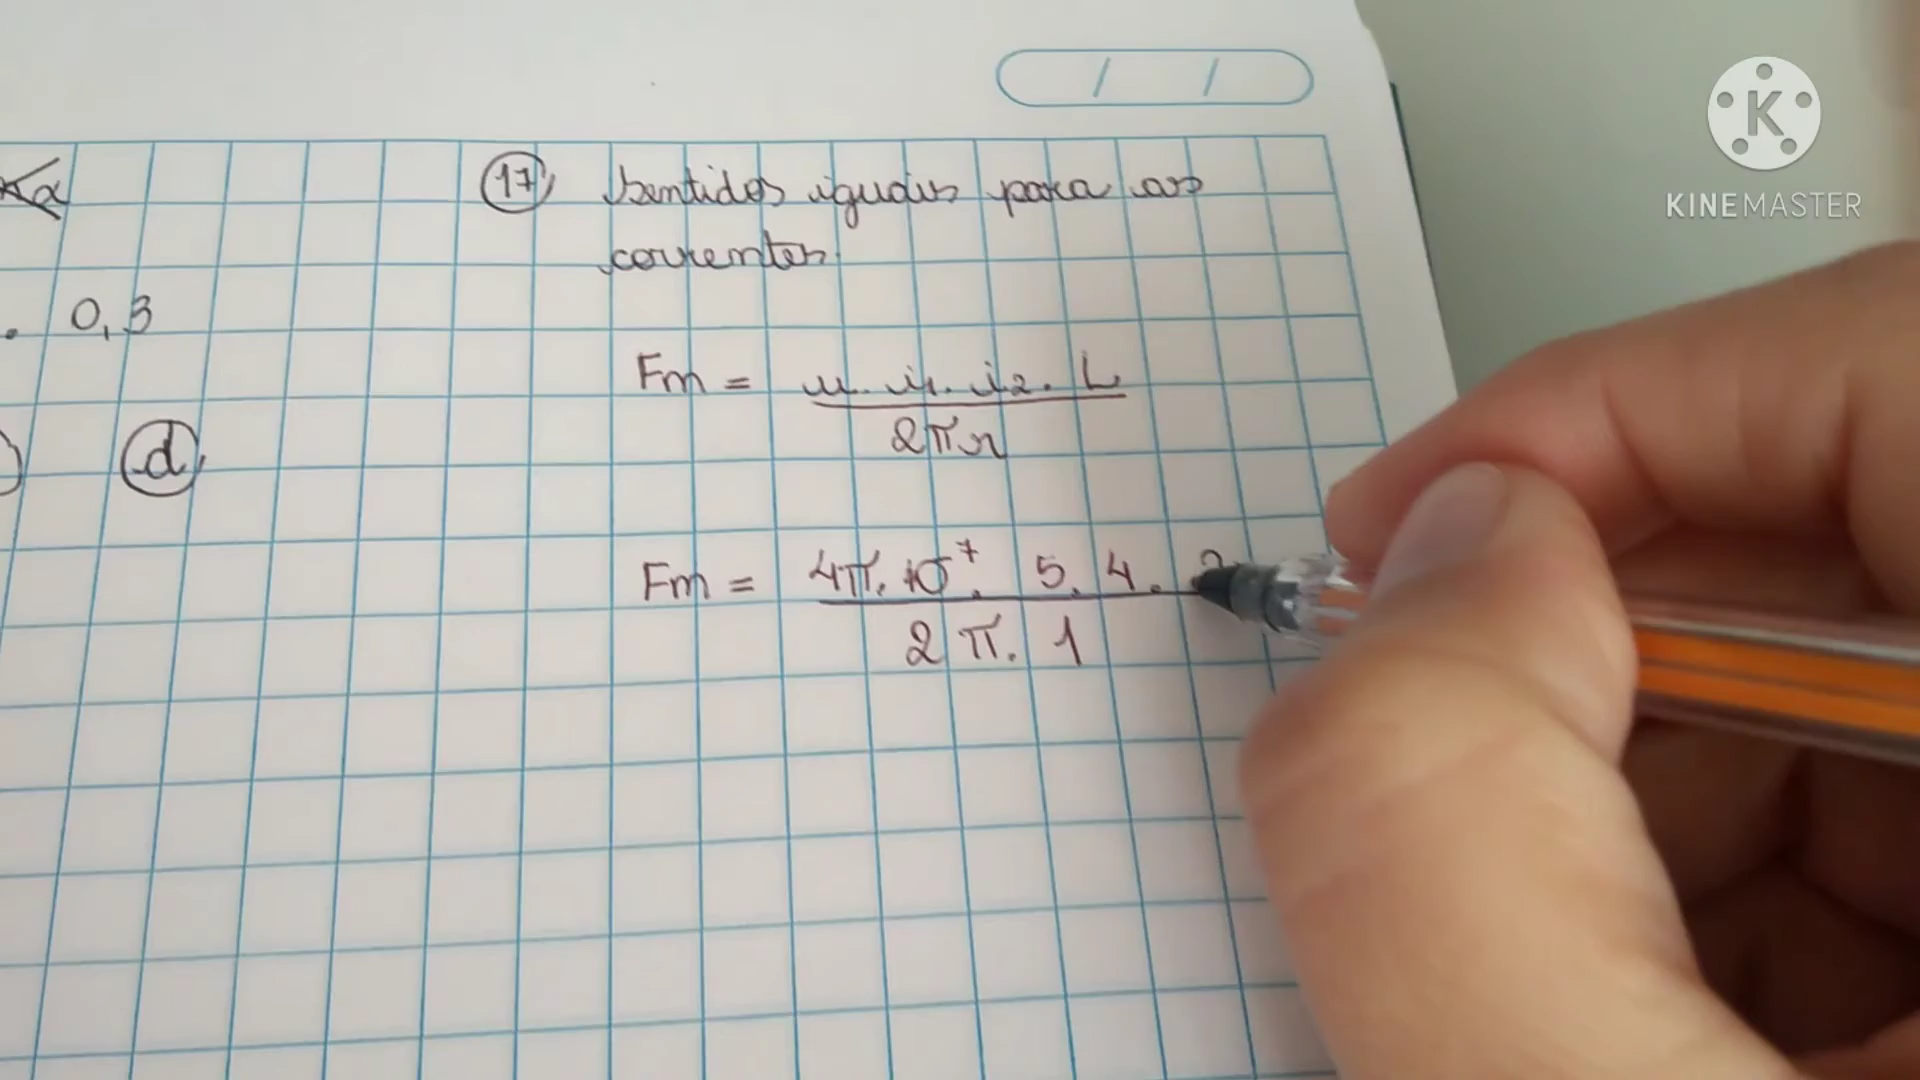 0,3
d
17 Sentidos iguais para as
correntes
Fm = u. i1. i2. L
2πr
Fm = 4π. 10⁻⁷. 5. 4.
2π. 1
K
KINEMASTER